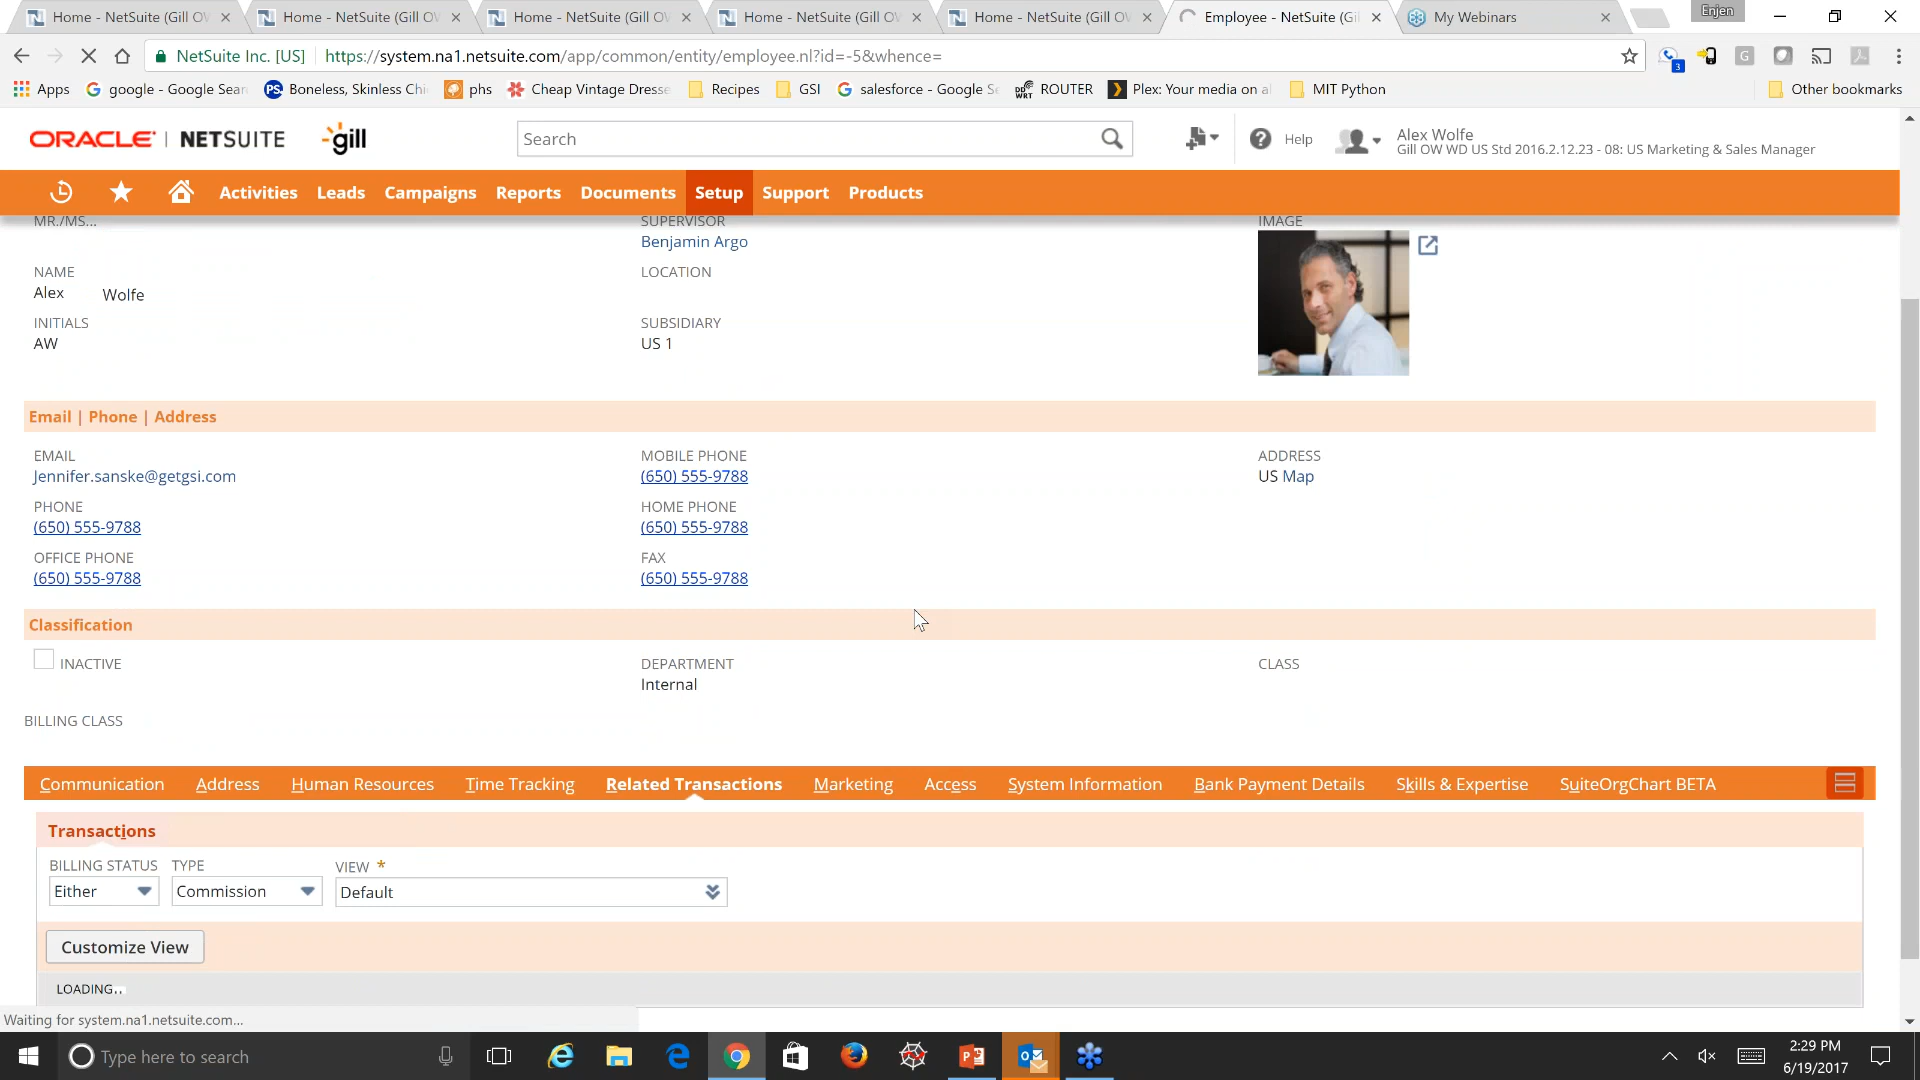 Home - NetSuite (Gill OV
Home - NetSuite (Gill OV
Home - NetSuite (Gill OV
Home - NetSuite (Gill OV
Home - NetSuite (Gill OV
Employee - NetSuite (Gil
My Webinars
Enjen
NetSuite Inc. [US] https://system.na1.netsuite.com/app/common/entity/employee.nl?id=-5&whence=
3
G
Apps google - Google Sear Boneless, Skinless Chi phs Cheap Vintage Dresse Recipes GSI salesforce - Google Se ROUTER Plex: Your media on a MIT Python Other bookmarks
ORACLE | NETSUITE gill Search Help Alex Wolfe
Gill OW WD US Std 2016.2.12.23 - 08: US Marketing & Sales Manager
Activities Leads Campaigns Reports Documents Setup Support Products
MR./MS... SUPERVISOR IMAGE
Benjamin Argo
NAME LOCATION
Alex Wolfe
INITIALS SUBSIDIARY
AW US 1
Email | Phone | Address
EMAIL MOBILE PHONE ADDRESS
Jennifer.sanske@getgsi.com (650) 555-9788 US Map
PHONE HOME PHONE
(650) 555-9788 (650) 555-9788
OFFICE PHONE FAX
(650) 555-9788 (650) 555-9788
Classification
INACTIVE DEPARTMENT CLASS
Internal
BILLING CLASS
Communication Address Human Resources Time Tracking Related Transactions Marketing Access System Information Bank Payment Details Skills & Expertise SuiteOrgChart BETA
Transactions
BILLING STATUS TYPE VIEW *
Either Commission Default
Customize View
LOADING..
Waiting for system.na1.netsuite.com...
Type here to search 2:29 PM
6/19/2017